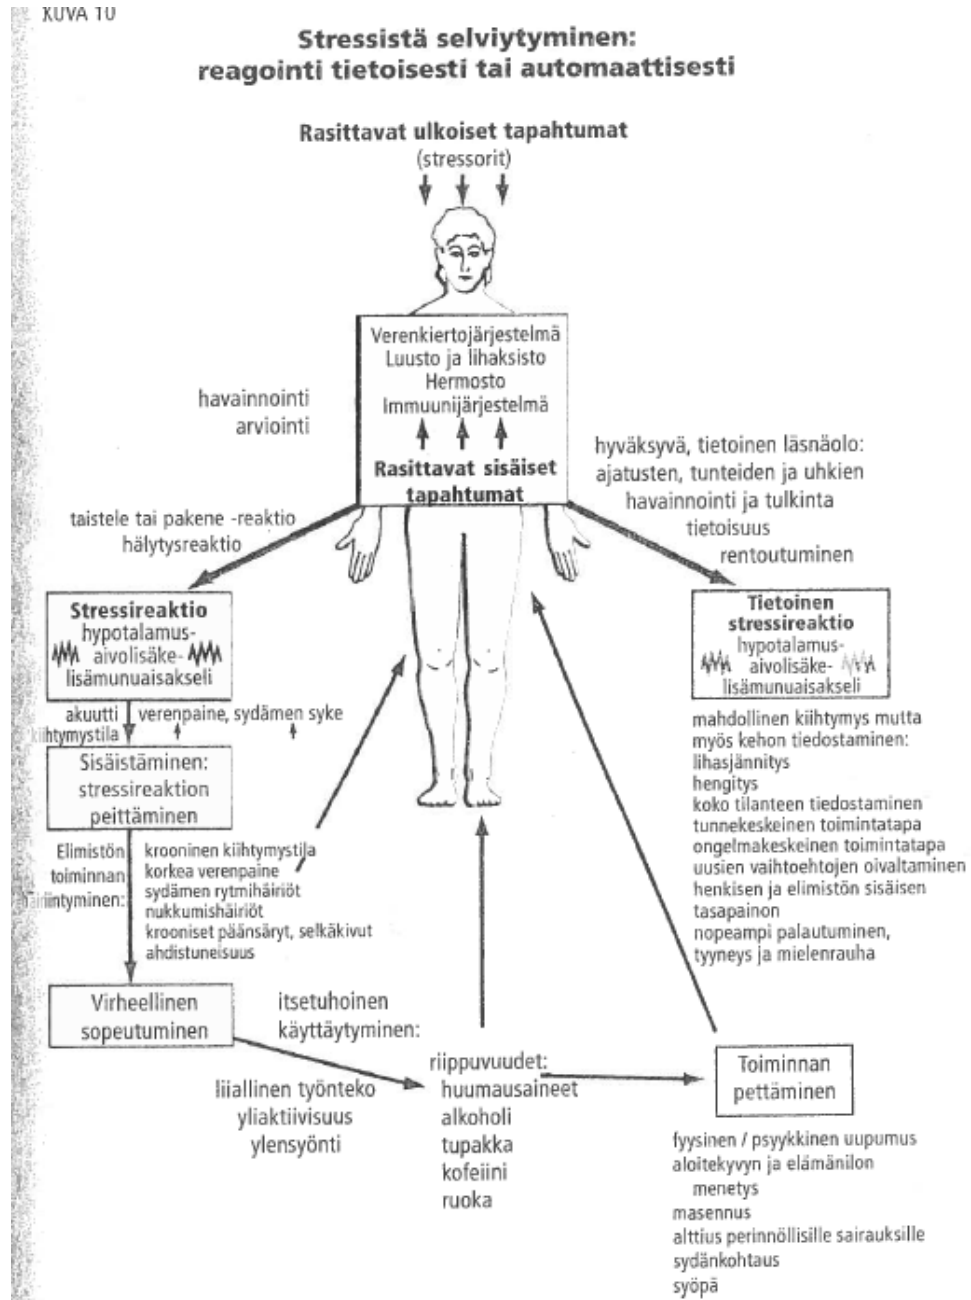 KUVA 10
Stressistä selviytyminen:
reagointi tietoisesti tai automaattisesti
Rasittavat ulkoiset tapahtumat
(stressorit)
Verenkiertojärjestelmä
Luusto ja lihaksisto
Hermosto
Immuunijärjestelmä
Rasittavat sisäiset
tapahtumat
havainnointi
arviointi
taistele tai pakene -reaktio
hälytysreaktio
hyväksyvä, tietoinen läsnäolo:
ajatusten, tunteiden ja uhkien
havainnointi ja tulkinta
tietoisuus
rentoutuminen
Stressireaktio
hypotalamus-
aivolisäke-
lisämunuaisakseli
akuutti
kiihtymystila
verenpaine, sydämen syke
Sisäistäminen:
stressireaktion
peittäminen
Elimistön
toiminnan
häiriintyminen:
krooninen kiihtymystila
korkea verenpaine
sydämen rytmihäiriöt
nukkumishäiriöt
krooniset päänsäryt, selkäkivut
ahdistuneisuus
Virheellinen
sopeutuminen
itsetuhoinen
käyttäytyminen:
liiallinen työnteko
yliaktiivisuus
ylensyönti
riippuvuudet:
huumausaineet
alkoholi
tupakka
kofeiini
ruoka
Tietoinen
stressireaktio
hypotalamus-
aivolisäke-
lisämunuaisakseli
mahdollinen kiihtymys mutta
myös kehon tiedostaminen:
lihasjännitys
hengitys
koko tilanteen tiedostaminen
tunnekeskeinen toimintatapa
ongelmakeskeinen toimintatapa
uusien vaihtoehtojen oivaltaminen
henkisen ja elimistön sisäisen
tasapainon
nopeampi palautuminen,
tyyneys ja mielenrauha
Toiminnan
pettäminen
fyysinen / psyykkinen uupumus
aloitekyvyn ja elämänilon
menetys
masennus
alttius perinnöllisille sairauksille
sydänkohtaus
syöpä